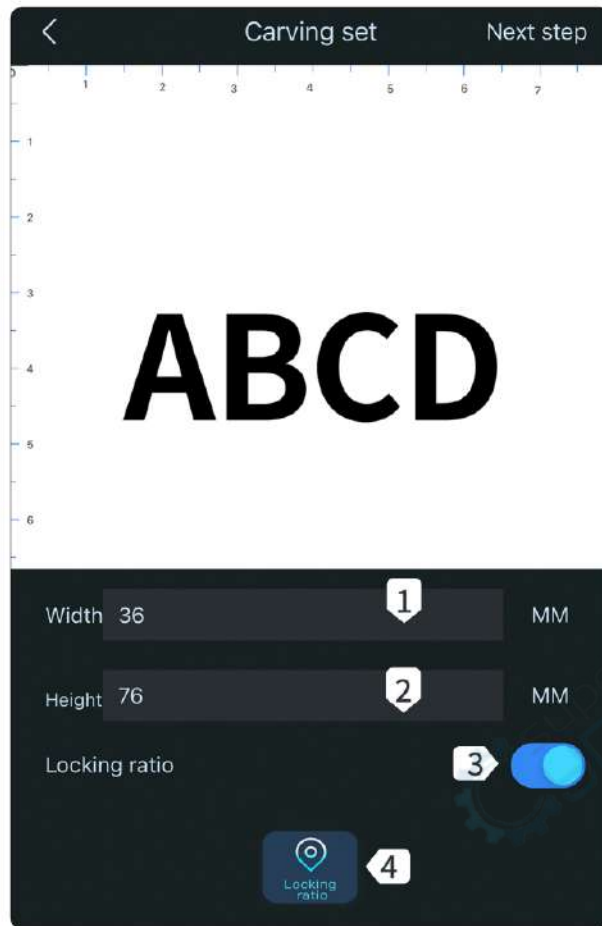 Carving set Next step
0 1 2 3 4 5 6 7
1
2
3
ABCD
4
5
6
Width 36 1 MM
Height 76 2 MM
Locking ratio 3
4
Locking
ratio